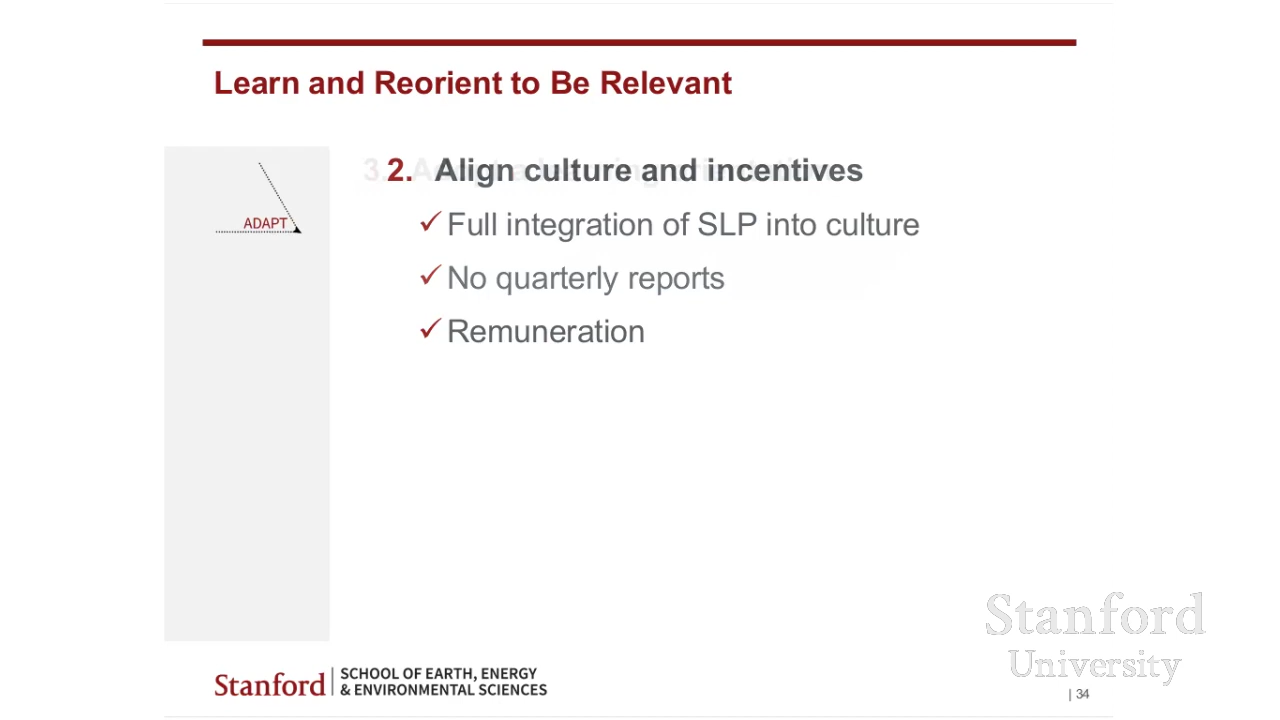 Learn and Reorient to Be Relevant
ADAPT
2. Align culture and incentives
✓ Full integration of SLP into culture
✓ No quarterly reports
✓ Remuneration
Stanford
University
Stanford | SCHOOL OF EARTH, ENERGY
& ENVIRONMENTAL SCIENCES
| 34